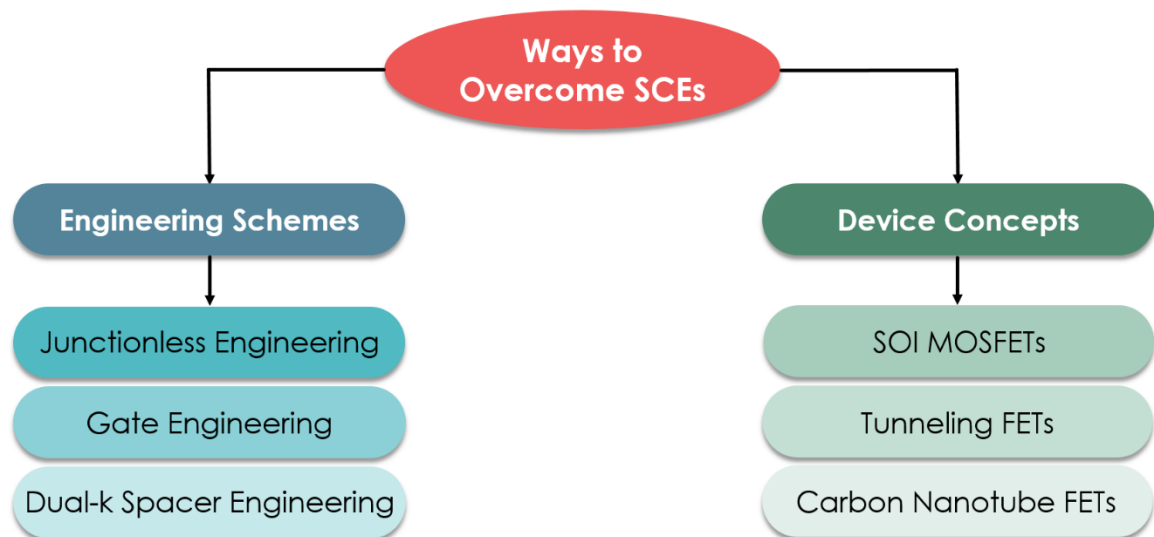 Ways to
Overcome SCEs
Engineering Schemes
Junctionless Engineering
Gate Engineering
Dual-k Spacer Engineering
Device Concepts
SOI MOSFETs
Tunneling FETs
Carbon Nanotube FETs